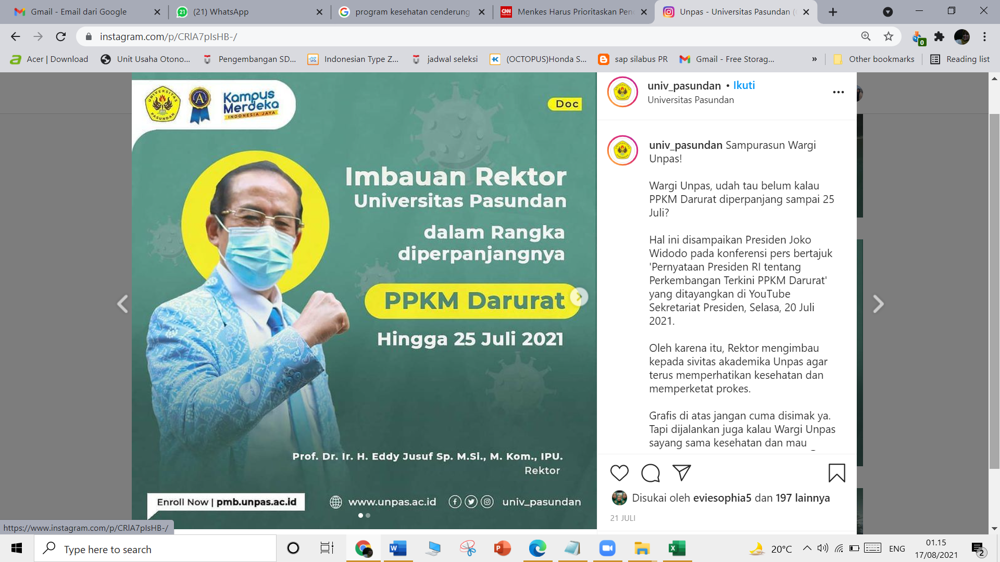 Gmail - Email dari Google
(21) WhatsApp
program kesehatan cenderung
Menkes Harus Prioritaskan Pen
Unpas - Universitas Pasundan (
instagram.com/p/CRlA7pIsHB-/
Acer | Download
Unit Usaha Otono...
Pengembangan SD...
Indonesian Type Z...
jadwal seleksi
(OCTOPUS)Honda S...
sap silabus PR
Gmail - Free Storag...
»
Other bookmarks
Reading list
UNIVERSITAS PASUNDAN
Kampus
Merdeka
INDONESIA JAYA
Doc
Imbauan Rektor
Universitas Pasundan
dalam Rangka
diperpanjangnya
PPKM Darurat
Hingga 25 Juli 2021
Prof. Dr. Ir. H. Eddy Jusuf Sp. M.Si., M. Kom., IPU.
Rektor
Enroll Now | pmb.unpas.ac.id
www.unpas.ac.id
univ_pasundan
univ_pasundan • Ikuti
Universitas Pasundan
univ_pasundan Sampurasun Wargi
Unpas!
Wargi Unpas, udah tau belum kalau
PPKM Darurat diperpanjang sampai 25
Juli?
Hal ini disampaikan Presiden Joko
Widodo pada konferensi pers bertajuk
'Pernyataan Presiden RI tentang
Perkembangan Terkini PPKM Darurat'
yang ditayangkan di YouTube
Sekretariat Presiden, Selasa, 20 Juli
2021.
Oleh karena itu, Rektor mengimbau
kepada sivitas akademika Unpas agar
terus memperhatikan kesehatan dan
memperketat prokes.
Grafis di atas jangan cuma disimak ya.
Tapi dijalankan juga kalau Wargi Unpas
sayang sama kesehatan dan mau
Disukai oleh eviesophia5 dan 197 lainnya
21 JULI
https://www.instagram.com/p/CRlA7pIsHB-/
Type here to search
20°C
ENG
01.15
17/08/2021
2